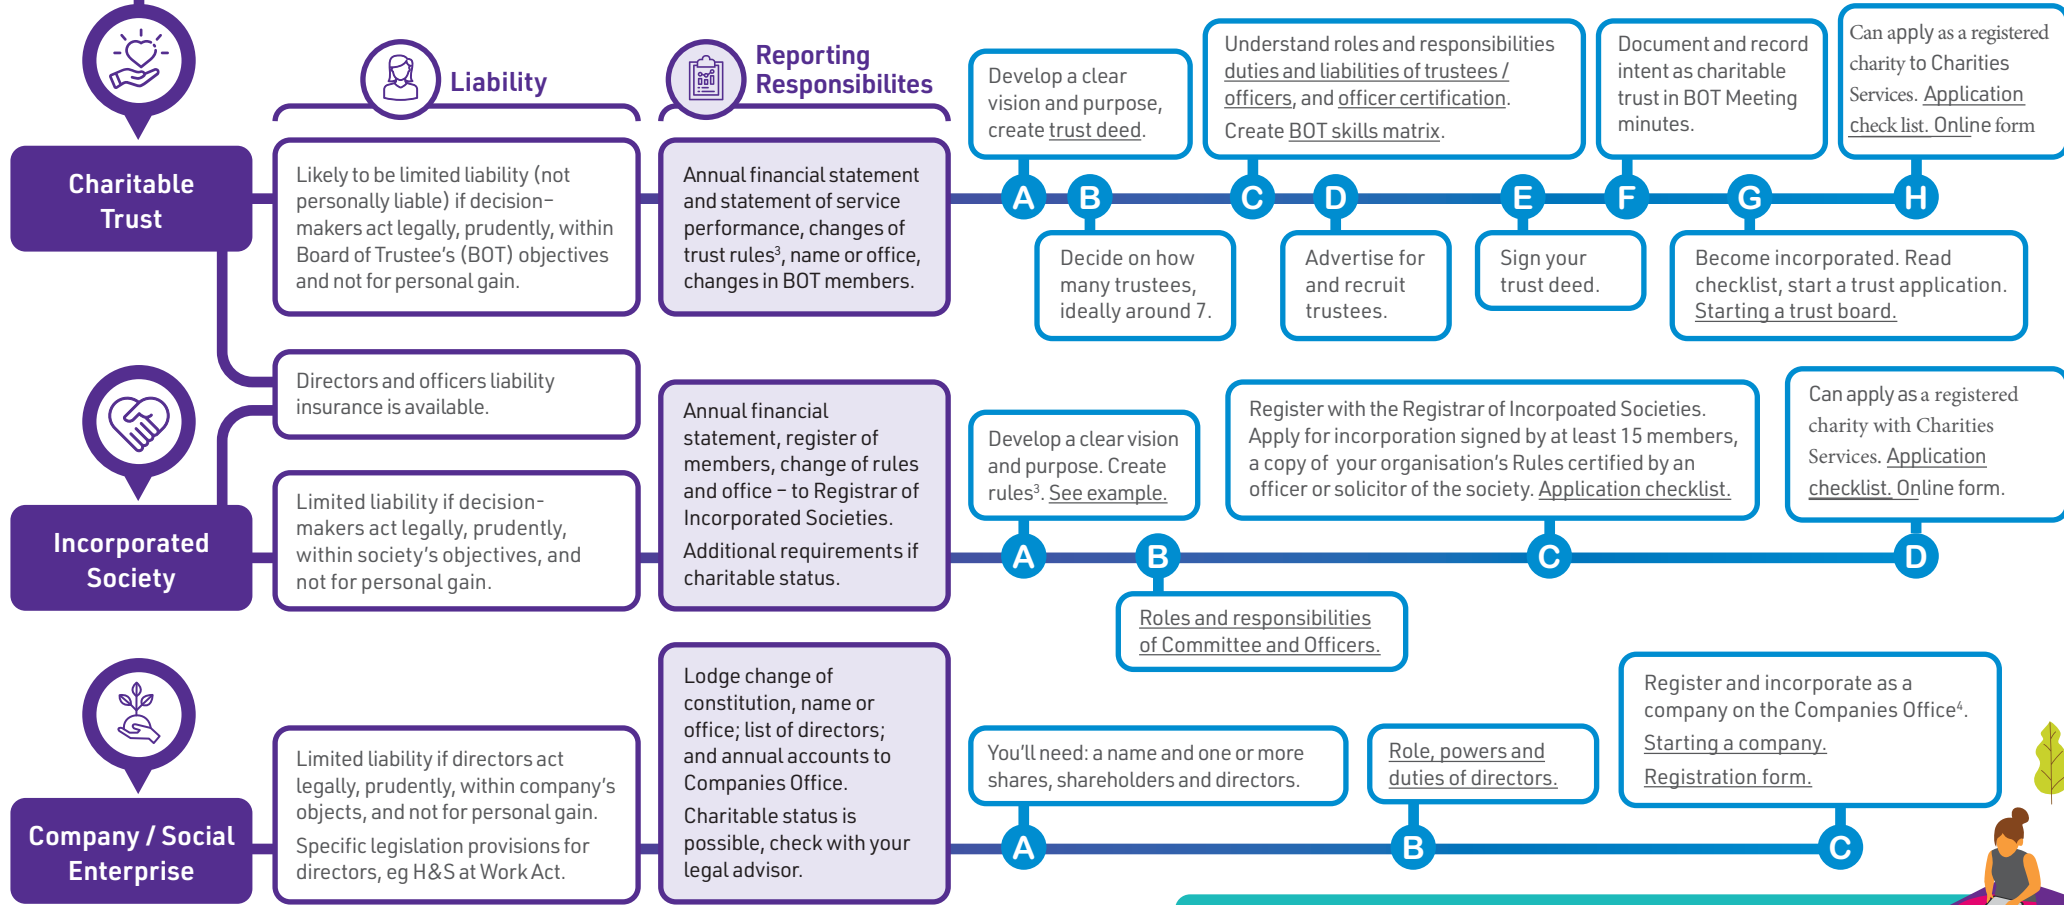 Liability
Reporting
Responsibilites
Charitable
Trust
Likely to be limited liability (not
personally liable) if decision–
makers act legally, prudently, within
Board of Trustee's (BOT) objectives
and not for personal gain.
Annual financial statement
and statement of service
performance, changes of
trust rules³, name or office,
changes in BOT members.
Develop a clear
vision and purpose,
create trust deed.
Understand roles and responsibilities
duties and liabilities of trustees /
officers, and officer certification.
Create BOT skills matrix.
Document and record
intent as charitable
trust in BOT Meeting
minutes.
Can apply as a registered
charity to Charities
Services. Application
check list. Online form
A B C D E F G H
Decide on how
many trustees,
ideally around 7.
Advertise for
and recruit
trustees.
Sign your
trust deed.
Become incorporated. Read
checklist, start a trust application.
Starting a trust board.
Directors and officers liability
insurance is available.
Incorporated
Society
Limited liability if decision-
makers act legally, prudently,
within society's objectives, and
not for personal gain.
Annual financial
statement, register of
members, change of rules
and office – to Registrar of
Incorporated Societies.
Additional requirements if
charitable status.
Develop a clear vision
and purpose. Create
rules³. See example.
Register with the Registrar of Incorpoated Societies.
Apply for incorporation signed by at least 15 members,
a copy of your organisation's Rules certified by an
officer or solicitor of the society. Application checklist.
Can apply as a registered
charity with Charities
Services. Application
checklist. Online form.
A B C D
Roles and responsibilities
of Committee and Officers.
Company / Social
Enterprise
Limited liability if directors act
legally, prudently, within company's
objects, and not for personal gain.
Specific legislation provisions for
directors, eg H&S at Work Act.
Lodge change of
constitution, name or
office; list of directors;
and annual accounts to
Companies Office.
Charitable status is
possible, check with your
legal advisor.
You'll need: a name and one or more
shares, shareholders and directors.
Role, powers and
duties of directors.
Register and incorporate as a
company on the Companies Office⁴.
Starting a company.
Registration form.
A B C